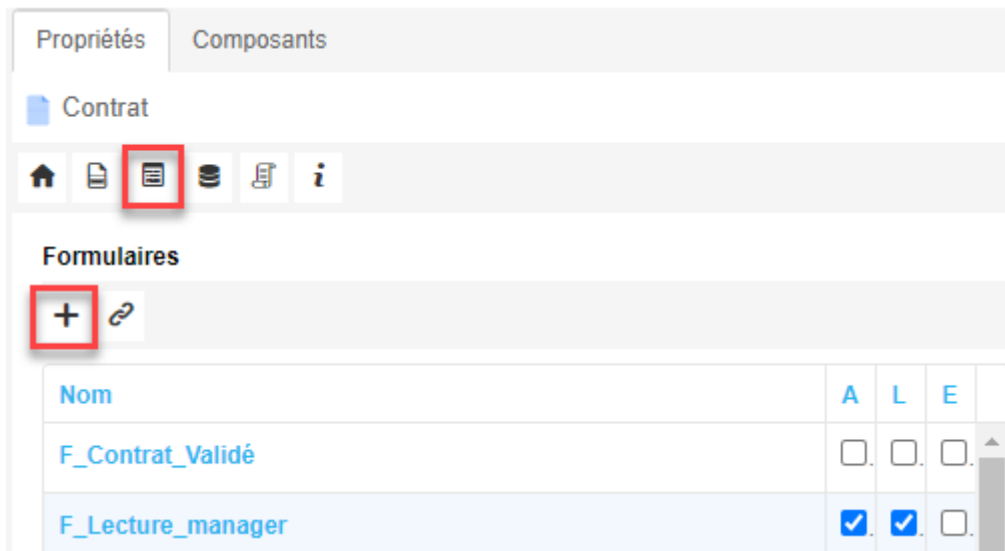 Propriétés Composants
Contrat
Formulaires
Nom A L E
F_Contrat_Validé
F_Lecture_manager